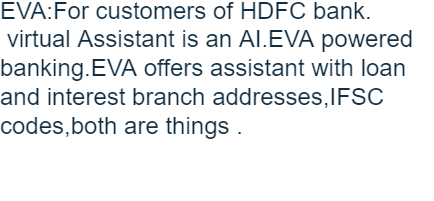 EVA:For customers of HDFC bank.
virtual Assistant is an AI.EVA powered
banking.EVA offers assistant with loan
and interest branch addresses,IFSC
codes,both are things .